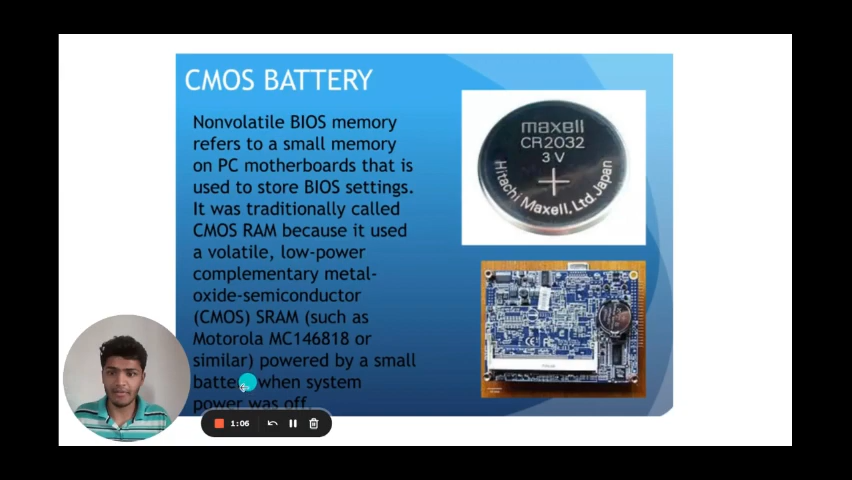 CMOS BATTERY
Nonvolatile BIOS memory
refers to a small memory
on PC motherboards that is
used to store BIOS settings.
It was traditionally called
CMOS RAM because it used
a volatile, low-power
complementary metal-
oxide-semiconductor
(CMOS) SRAM (such as
Motorola MC146818 or
similar) powered by a small
when system
power was off.
maxell
CR2032
3 V
Hitachi Maxell, Ltd. Japan
1:06